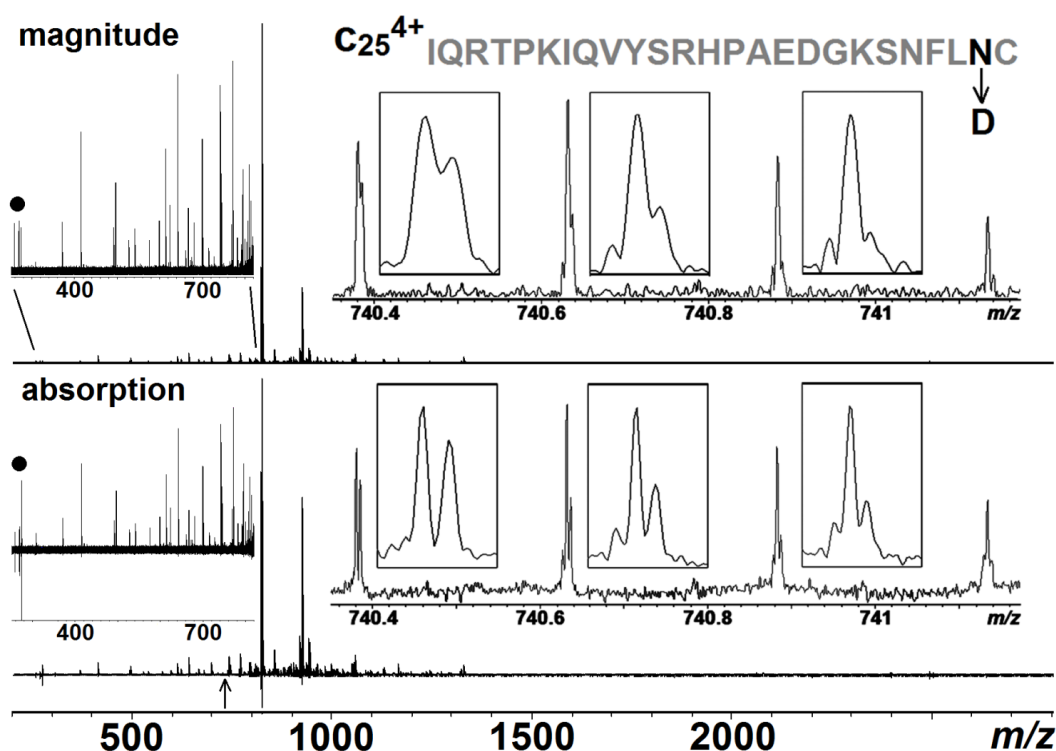 magnitude
c25 4+
IQRTPKIQVYSRHPAEDGKSNFLNC
D
400 700
740.4 740.6 740.8 741 m/z
absorption
400 700
740.4 740.6 740.8 741 m/z
500 1000 1500 2000 m/z